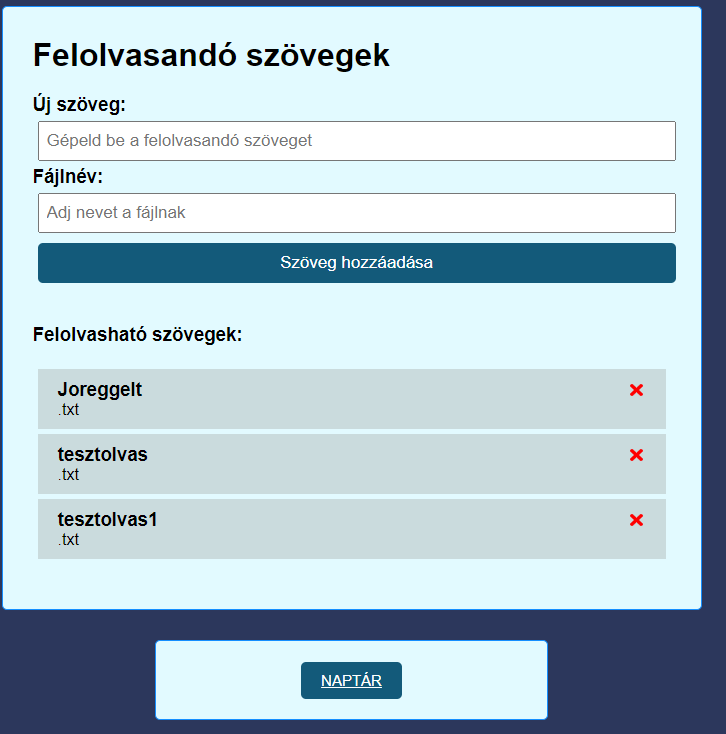 Felolvasandó szövegek
Új szöveg:
Gépeld be a felolvasandó szöveget
Fájlnév:
Adj nevet a fájlnak
Szöveg hozzáadása
Felolvasható szövegek:
Joreggelt
.txt
tesztolvas
.txt
tesztolvas1
.txt
NAPTÁR